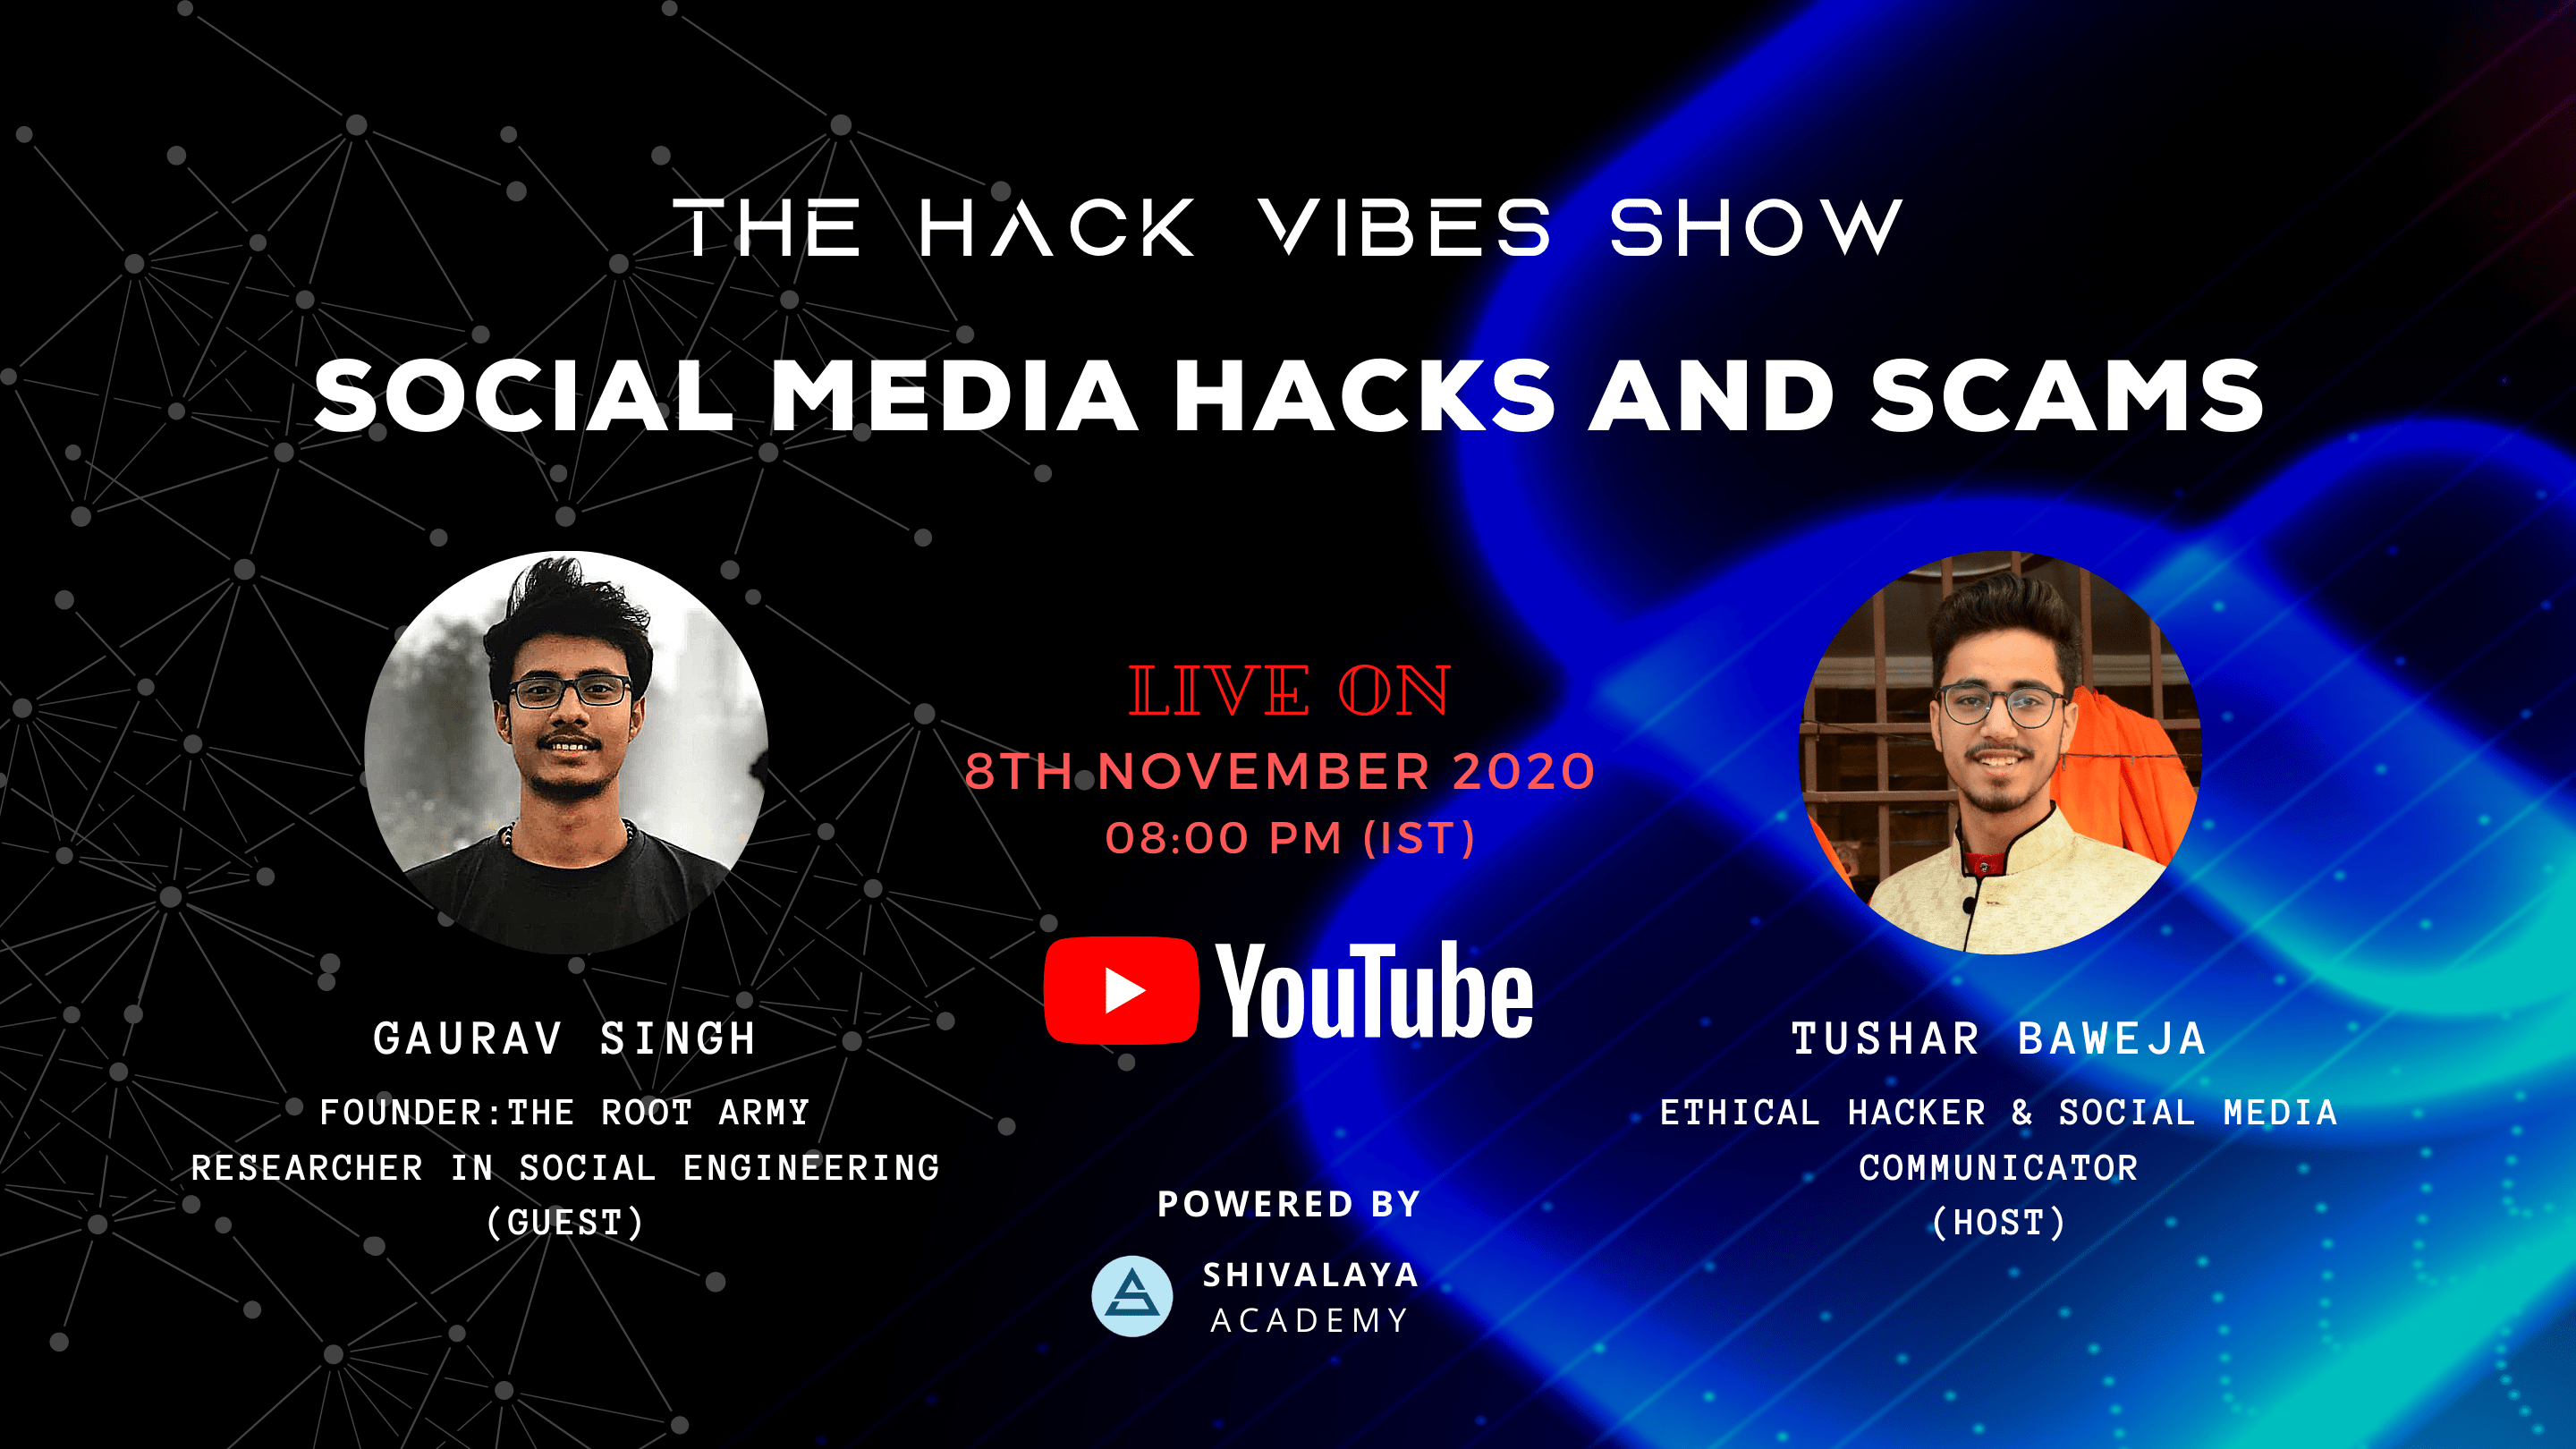 THE HACK VIBES SHOW
SOCIAL MEDIA HACKS AND SCAMS
LIVE ON
8TH NOVEMBER 2020
08:00 PM (IST)
YouTube
GAURAV SINGH
FOUNDER:THE ROOT ARMY
RESEARCHER IN SOCIAL ENGINEERING
(GUEST)
TUSHAR BAWEJA
ETHICAL HACKER & SOCIAL MEDIA
COMMUNICATOR
(HOST)
POWERED BY
SHIVALAYA
ACADEMY